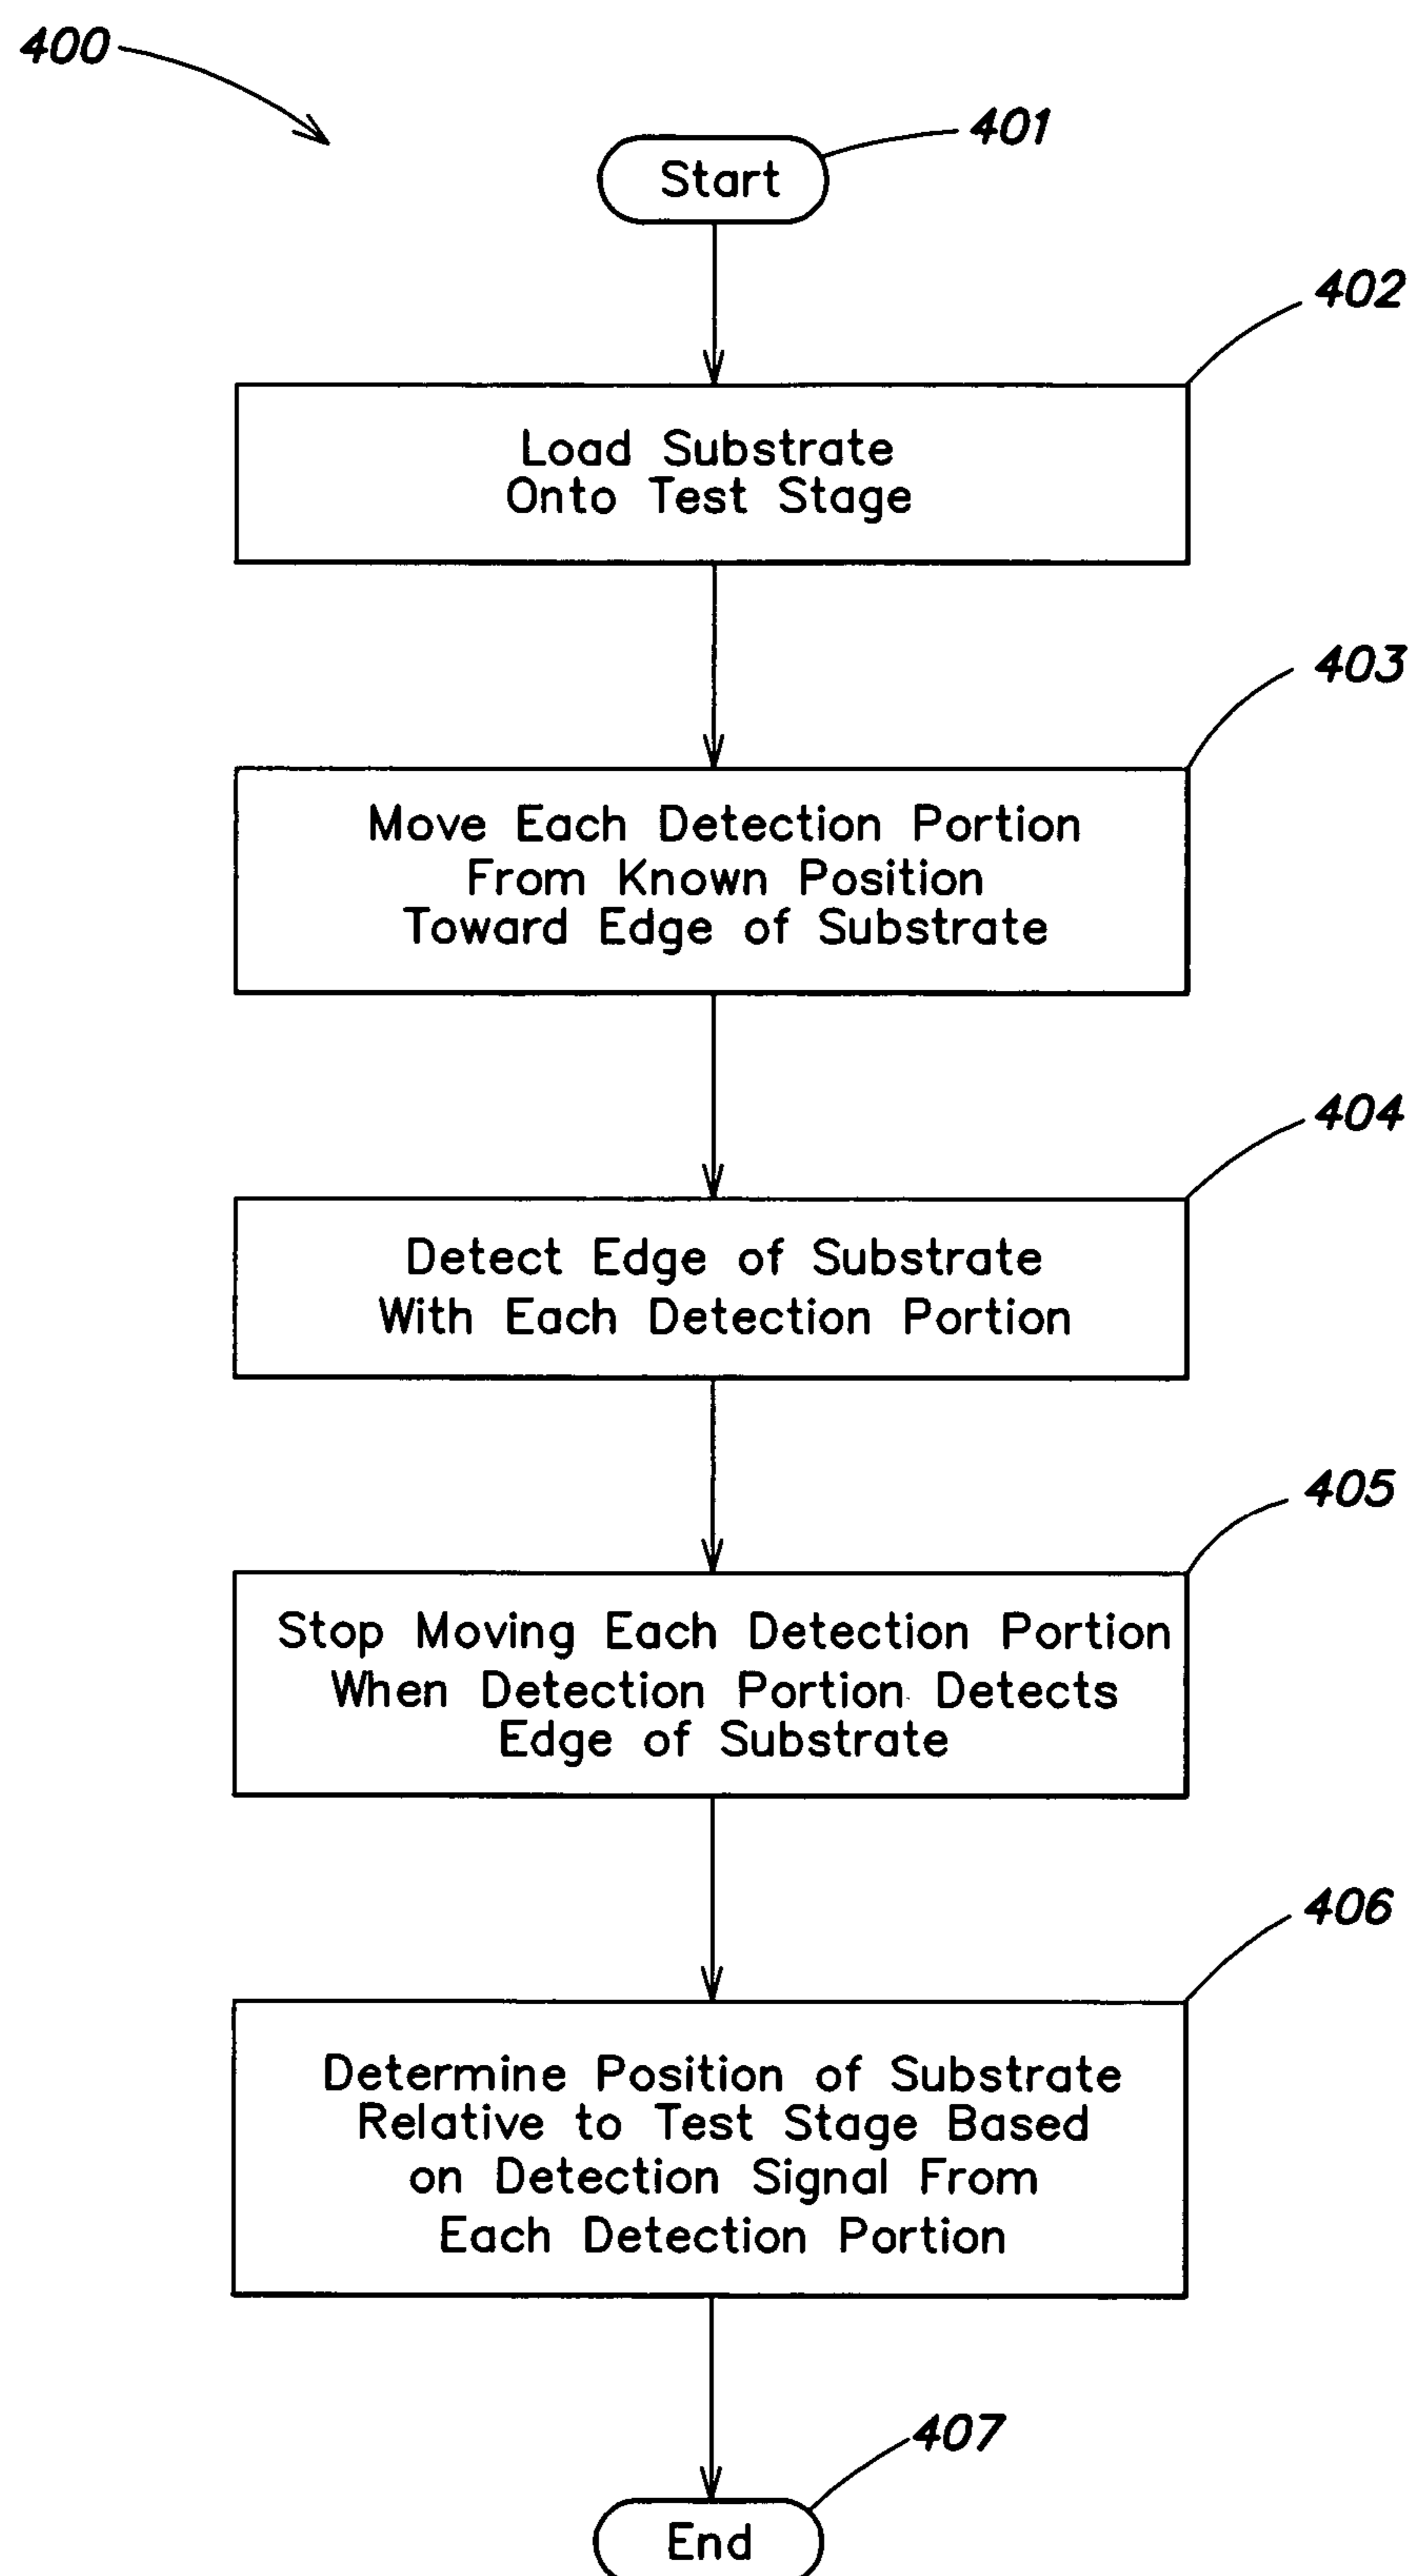 400
401
Start
402
Load Substrate
Onto Test Stage
403
Move Each Detection Portion
From Known Position
Toward Edge of Substrate
404
Detect Edge of Substrate
With Each Detection Portion
405
Stop Moving Each Detection Portion
When Detection Portion Detects
Edge of Substrate
406
Determine Position of Substrate
Relative to Test Stage Based
on Detection Signal From
Each Detection Portion
407
End